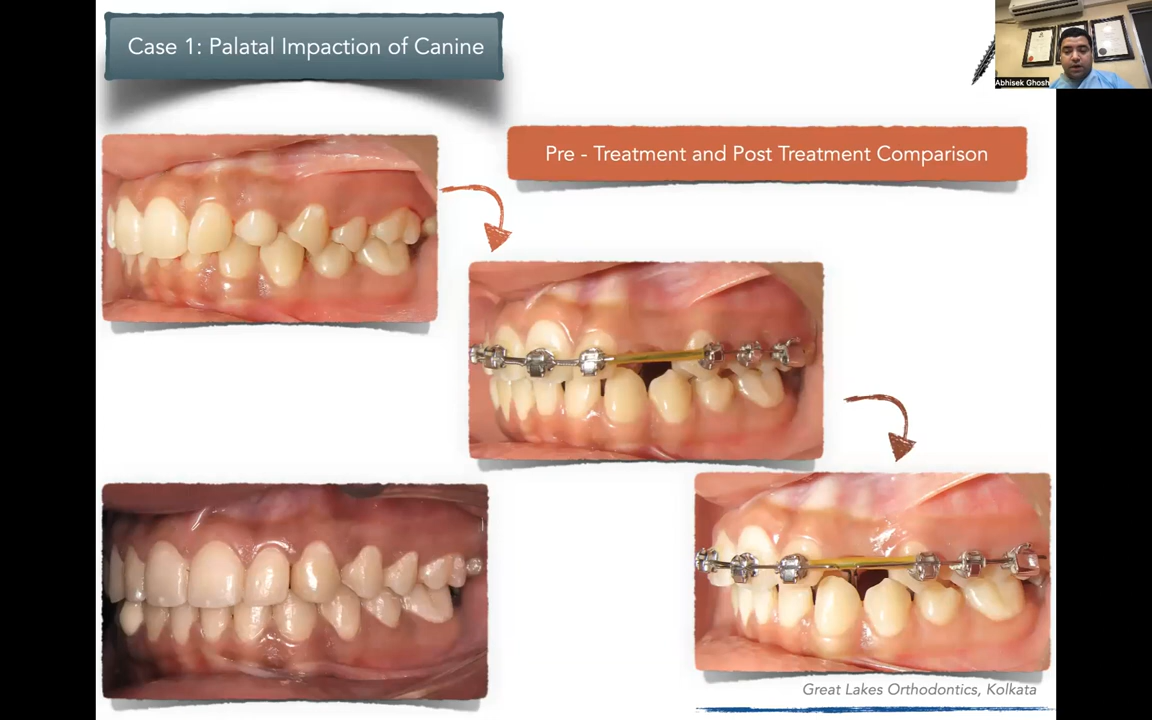 Case 1: Palatal Impaction of Canine
Abhisek Ghosh
Pre - Treatment and Post Treatment Comparison
Great Lakes Orthodontics, Kolkata